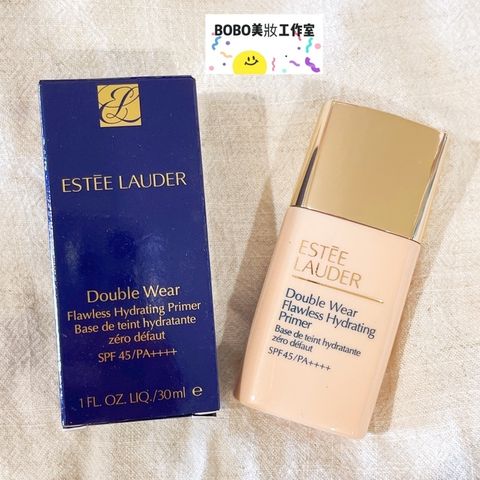 BOBO美妝工作室
ESTĒE LAUDER
Double Wear
Flawless Hydrating Primer
Base de teint hydratante
zéro défaut
SPF 45/PA++++
1 FL. OZ. LIQ./30 ml ℮
ESTĒE
LAUDER
Double Wear
Flawless Hydrating
Primer
Base de teint hydratante
zéro défaut
SPF 45/PA++++